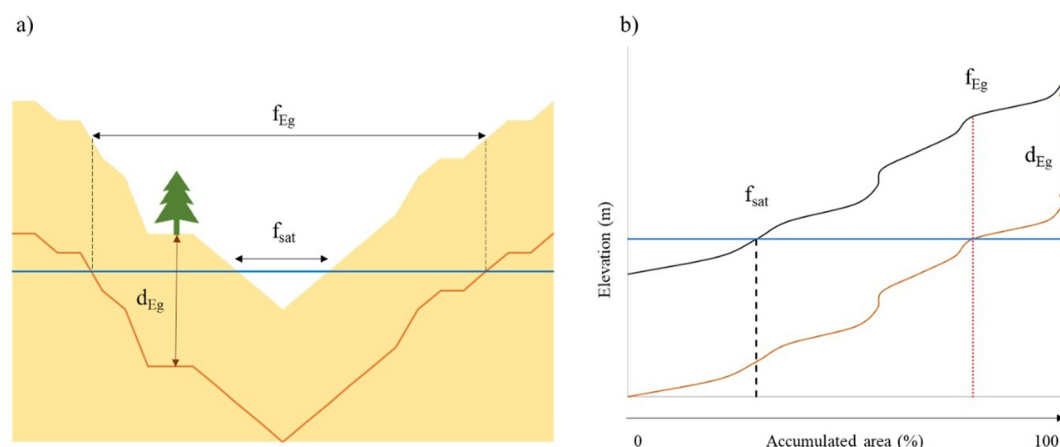 a)
f_Eg
f_sat
d_Eg
b)
f_Eg
d_Eg
f_sat
Elevation (m)
0 Accumulated area (%) 100